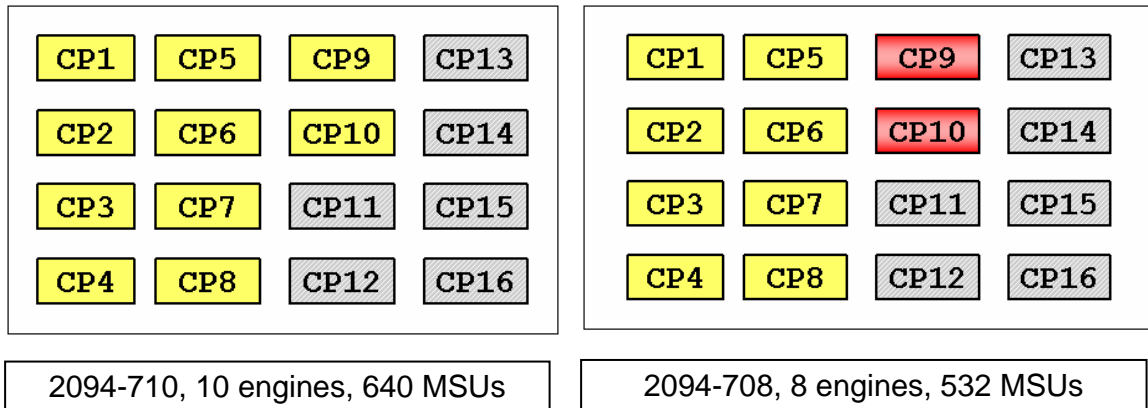 CP1 CP5 CP9 CP13
CP2 CP6 CP10 CP14
CP3 CP7 CP11 CP15
CP4 CP8 CP12 CP16
2094-710, 10 engines, 640 MSUs
CP1 CP5 CP9 CP13
CP2 CP6 CP10 CP14
CP3 CP7 CP11 CP15
CP4 CP8 CP12 CP16
2094-708, 8 engines, 532 MSUs